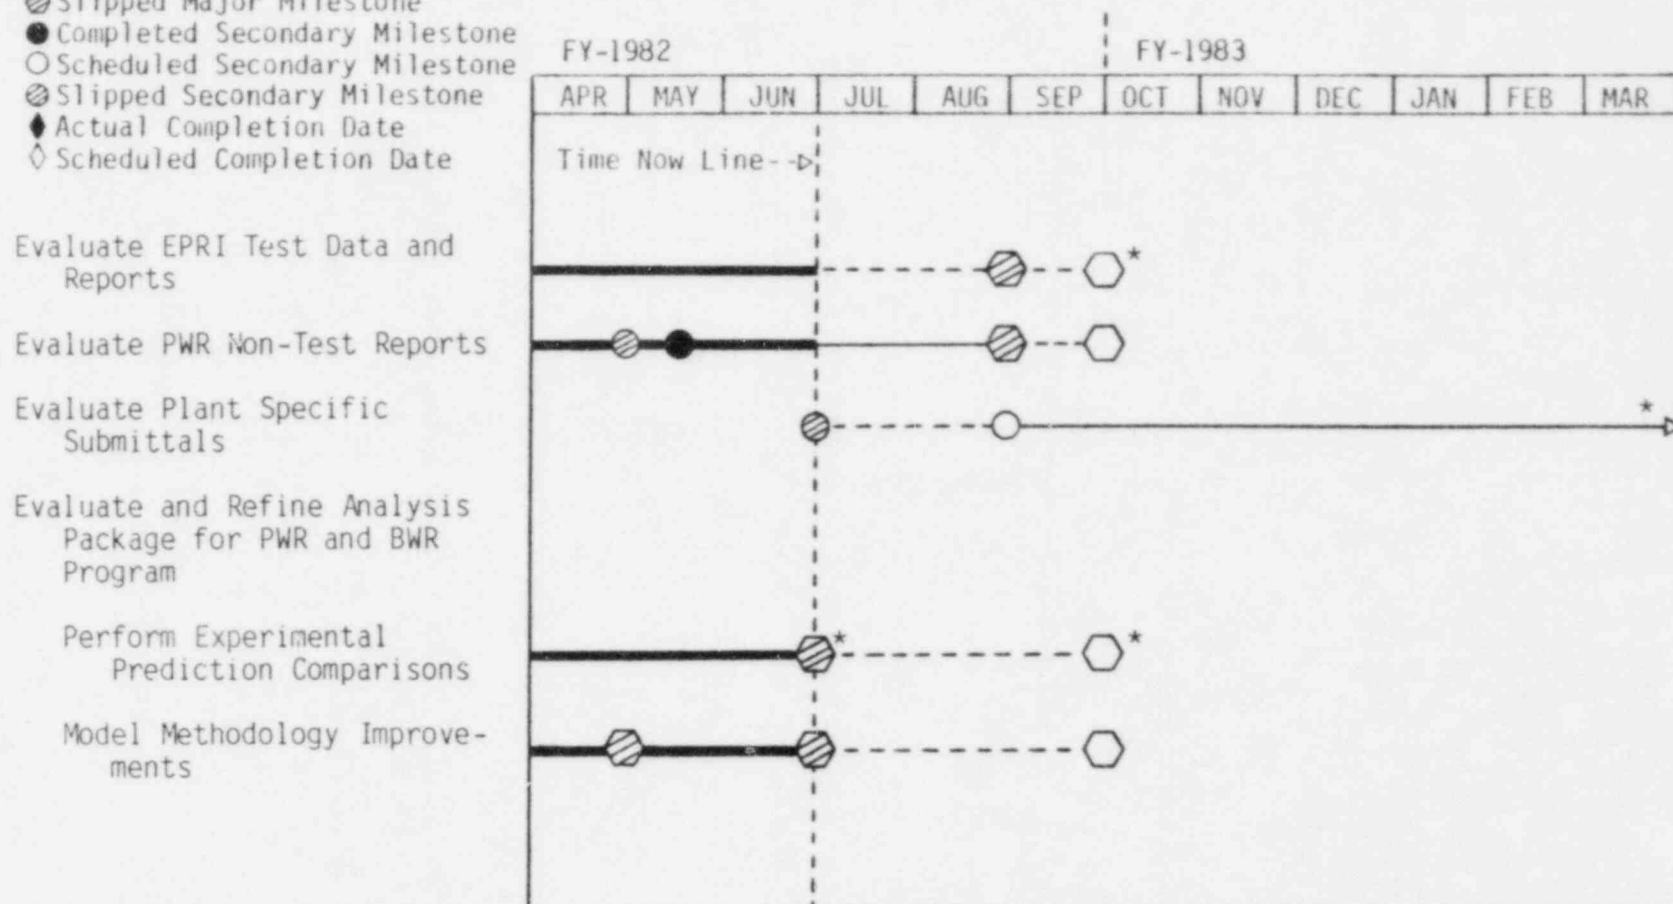 Slipped Major Milestone
Completed Secondary Milestone
Scheduled Secondary Milestone
Slipped Secondary Milestone
Actual Completion Date
Scheduled Completion Date
FY-1982 FY-1983
APR MAY JUN JUL AUG SEP OCT NOV DEC JAN FEB MAR
Time Now Line--▷
Evaluate EPRI Test Data and
Reports
*
Evaluate PWR Non-Test Reports
Evaluate Plant Specific
Submittals
*
Evaluate and Refine Analysis
Package for PWR and BWR
Program
Perform Experimental
Prediction Comparisons
* *
Model Methodology Improve-
ments